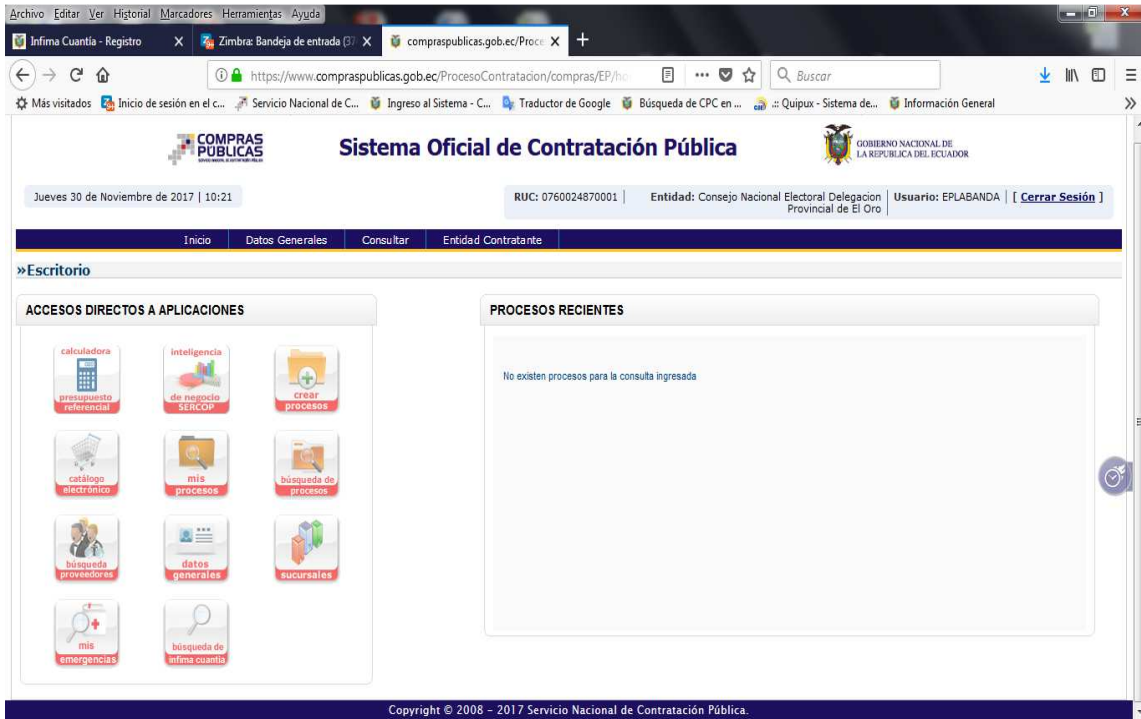 Archivo Editar Ver Historial Marcadores Herramientas Ayuda
Infima Cuantía - Registro
Zimbra: Bandeja de entrada (37
compraspublicas.gob.ec/Proce
https://www.compraspublicas.gob.ec/ProcesoContratacion/compras/EP/ho
Buscar
Más visitados
Inicio de sesión en el c...
Servicio Nacional de C...
Ingreso al Sistema - C...
Traductor de Google
Búsqueda de CPC en ...
.:: Quipux - Sistema de...
Información General
COMPRAS
PÚBLICAS
Sistema Oficial de Contratación Pública
GOBIERNO NACIONAL DE
LA REPUBLICA DEL ECUADOR
Jueves 30 de Noviembre de 2017 | 10:21
RUC: 0760024870001 |
Entidad: Consejo Nacional Electoral Delegacion
Provincial de El Oro
Usuario: EPLABANDA | [ Cerrar Sesión ]
Inicio
Datos Generales
Consultar
Entidad Contratante
»Escritorio
ACCESOS DIRECTOS A APLICACIONES
PROCESOS RECIENTES
No existen procesos para la consulta ingresada
calculadora
presupuesto
referencial
inteligencia
de negocio
SERCOP
crear
procesos
catálogo
electrónico
mis
procesos
búsqueda de
procesos
búsqueda
proveedores
datos
generales
sucursales
mis
emergencias
búsqueda de
ínfima cuantía
Copyright © 2008 - 2017 Servicio Nacional de Contratación Pública.